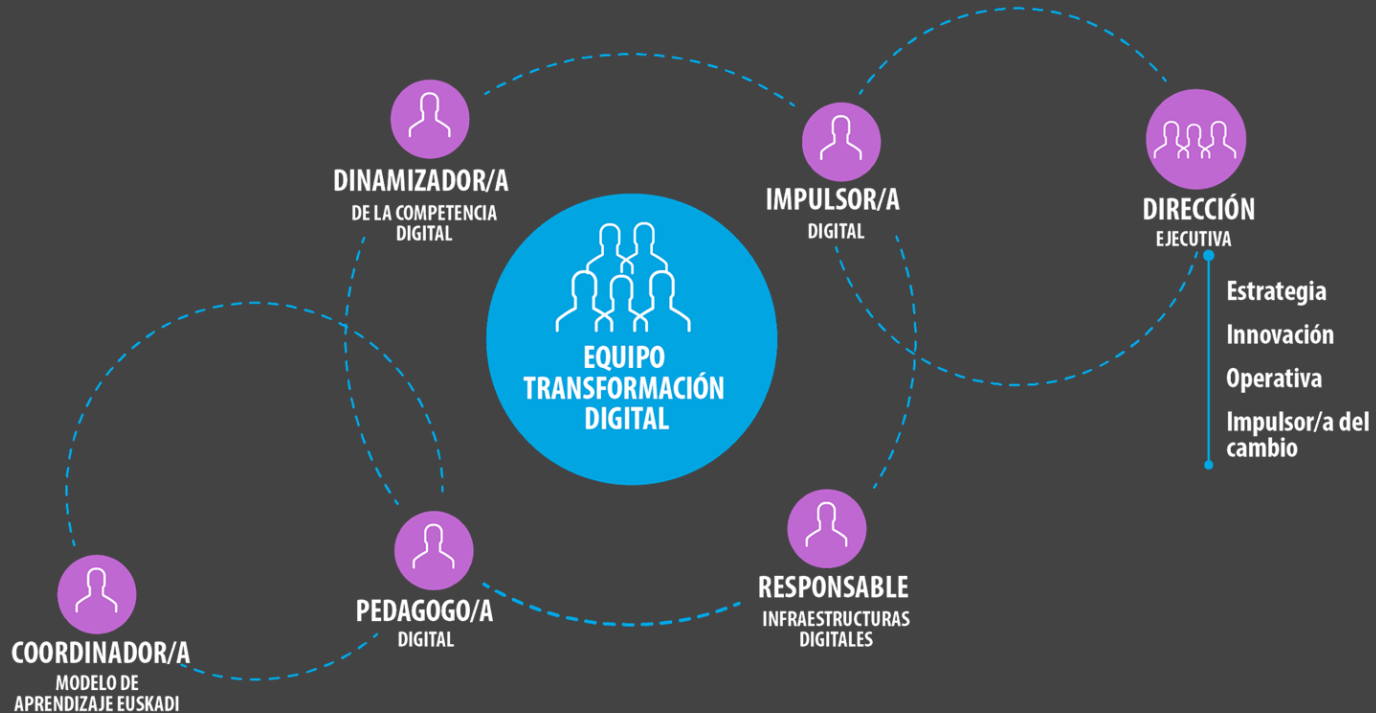 DINAMIZADOR/A
DE LA COMPETENCIA
DIGITAL
IMPULSOR/A
DIGITAL
DIRECCIÓN
EJECUTIVA
Estrategia
Innovación
Operativa
Impulsor/a del
cambio
EQUIPO
TRANSFORMACIÓN
DIGITAL
PEDAGOGO/A
DIGITAL
RESPONSABLE
INFRAESTRUCTURAS
DIGITALES
COORDINADOR/A
MODELO DE
APRENDIZAJE EUSKADI